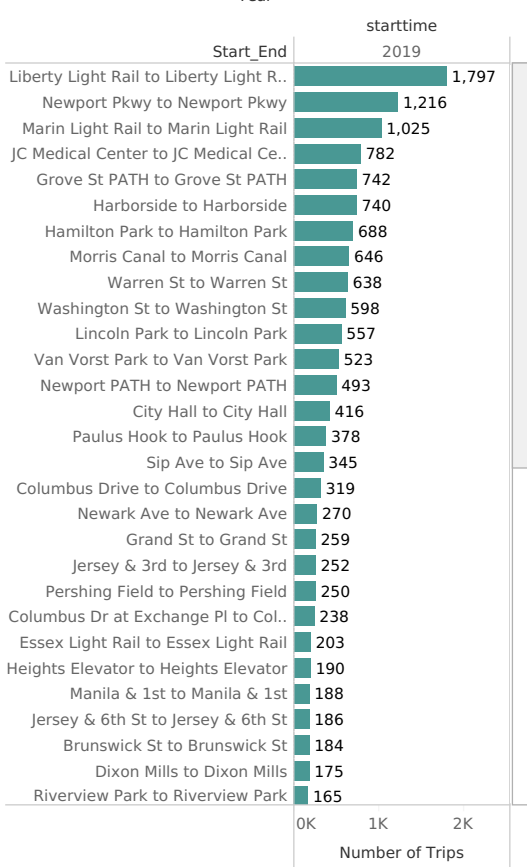 starttime
Start_End 2019
Liberty Light Rail to Liberty Light R.. 1,797
Newport Pkwy to Newport Pkwy 1,216
Marin Light Rail to Marin Light Rail 1,025
JC Medical Center to JC Medical Ce.. 782
Grove St PATH to Grove St PATH 742
Harborside to Harborside 740
Hamilton Park to Hamilton Park 688
Morris Canal to Morris Canal 646
Warren St to Warren St 638
Washington St to Washington St 598
Lincoln Park to Lincoln Park 557
Van Vorst Park to Van Vorst Park 523
Newport PATH to Newport PATH 493
City Hall to City Hall 416
Paulus Hook to Paulus Hook 378
Sip Ave to Sip Ave 345
Columbus Drive to Columbus Drive 319
Newark Ave to Newark Ave 270
Grand St to Grand St 259
Jersey & 3rd to Jersey & 3rd 252
Pershing Field to Pershing Field 250
Columbus Dr at Exchange Pl to Col.. 238
Essex Light Rail to Essex Light Rail 203
Heights Elevator to Heights Elevator 190
Manila & 1st to Manila & 1st 188
Jersey & 6th St to Jersey & 6th St 186
Brunswick St to Brunswick St 184
Dixon Mills to Dixon Mills 175
Riverview Park to Riverview Park 165
0K 1K 2K
Number of Trips